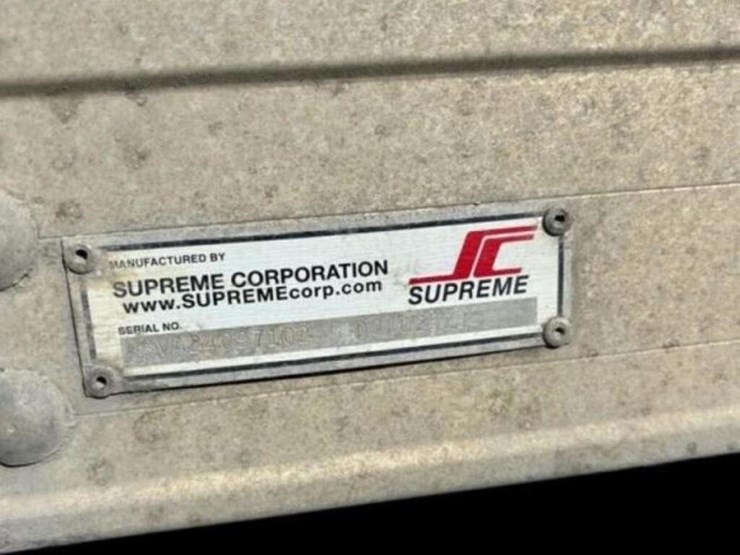 MANUFACTURED BY
SUPREME CORPORATION
www.SUPREMEcorp.com
SC
SUPREME
SERIAL NO.